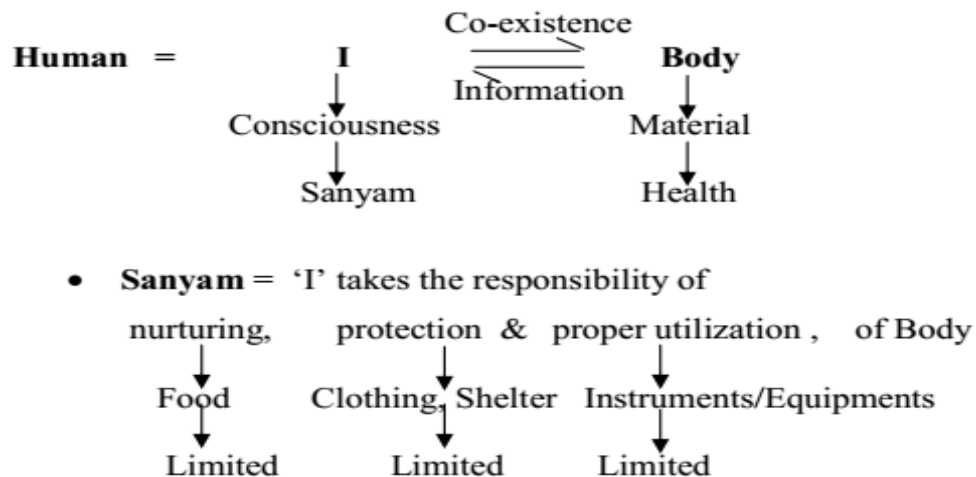 Co-existence
Human = I Body
Information
Consciousness Material
Sanyam Health
• Sanyam = ‘I’ takes the responsibility of
nurturing, protection & proper utilization , of Body
Food Clothing, Shelter Instruments/Equipments
Limited Limited Limited